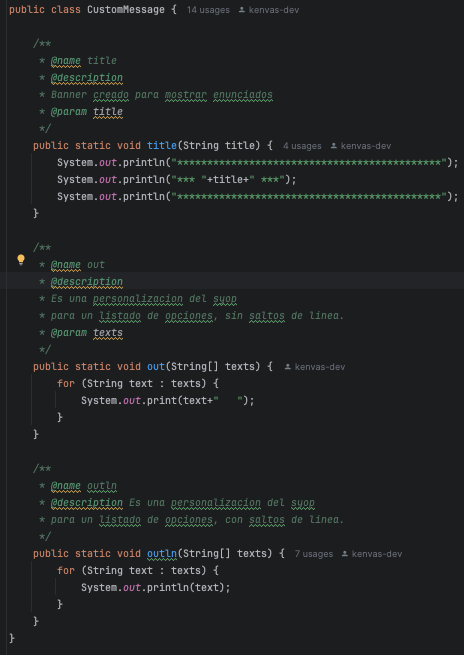 public class CustomMessage {  14 usages  kenvas-dev
/**
 * @name title
 * @description
 * Banner creado para mostrar enunciados
 * @param title
 */
public static void title(String title) {  4 usages  kenvas-dev
System.out.println("********************************************");
System.out.println("*** "+title+" ***");
System.out.println("********************************************");
}
/**
 * @name out
 * @description
 * Es una personalizacion del syop
 * para un listado de opciones, sin saltos de linea.
 * @param texts
 */
public static void out(String[] texts) {  kenvas-dev
for (String text : texts) {
System.out.print(text+"   ");
}
}
/**
 * @name outln
 * @description Es una personalizacion del syop
 * para un listado de opciones, con saltos de linea.
 */
public static void outln(String[] texts) {  7 usages  kenvas-dev
for (String text : texts) {
System.out.println(text);
}
}
}